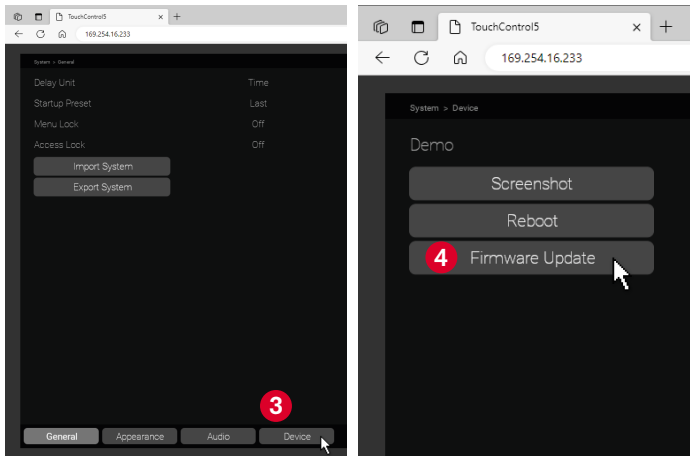 TouchControl5
169.254.16.233
System > General
Delay Unit Time
Startup Preset Last
Menu Lock Off
Access Lock Off
Import System
Export System
3
General Appearance Audio Device
TouchControl5
169.254.16.233
System > Device
Demo
Screenshot
Reboot
4 Firmware Update